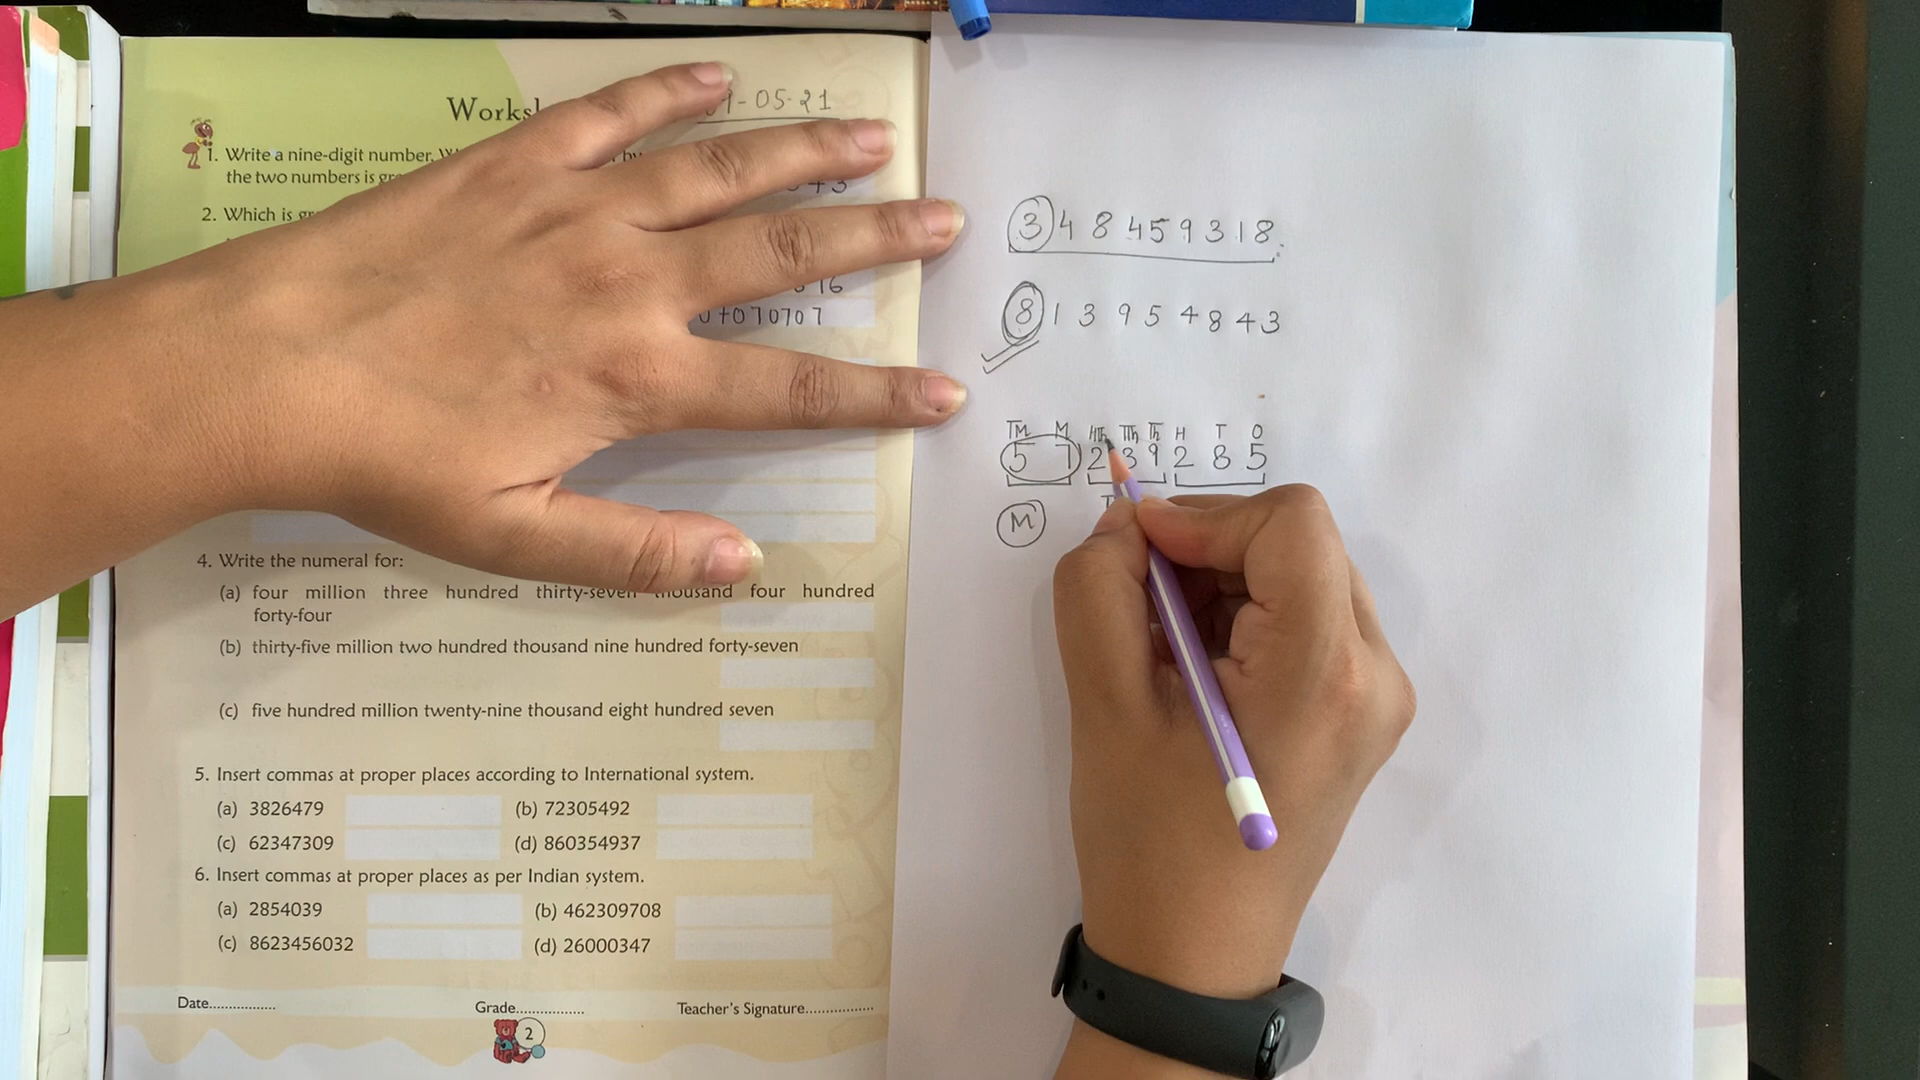 -05-21
1. Write a nine-digit number.
the two numbers is
2. Which is
16
070707
4. Write the numeral for:
(a) four million three hundred thirty-seven thousand four hundred
forty-four
(b) thirty-five million two hundred thousand nine hundred forty-seven
(c) five hundred million twenty-nine thousand eight hundred seven
5. Insert commas at proper places according to International system.
(a) 3826479 (b) 72305492
(c) 62347309 (d) 860354937
6. Insert commas at proper places as per Indian system.
(a) 2854039 (b) 462309708
(c) 8623456032 (d) 26000347
Date................ Grade................ Teacher's Signature................
2
3 4 8 4 5 9 3 1 8
8 1 3 9 5 4 8 4 3
TM M HTh TTh Th H T O
5 7 2 3 9 2 8 5
M